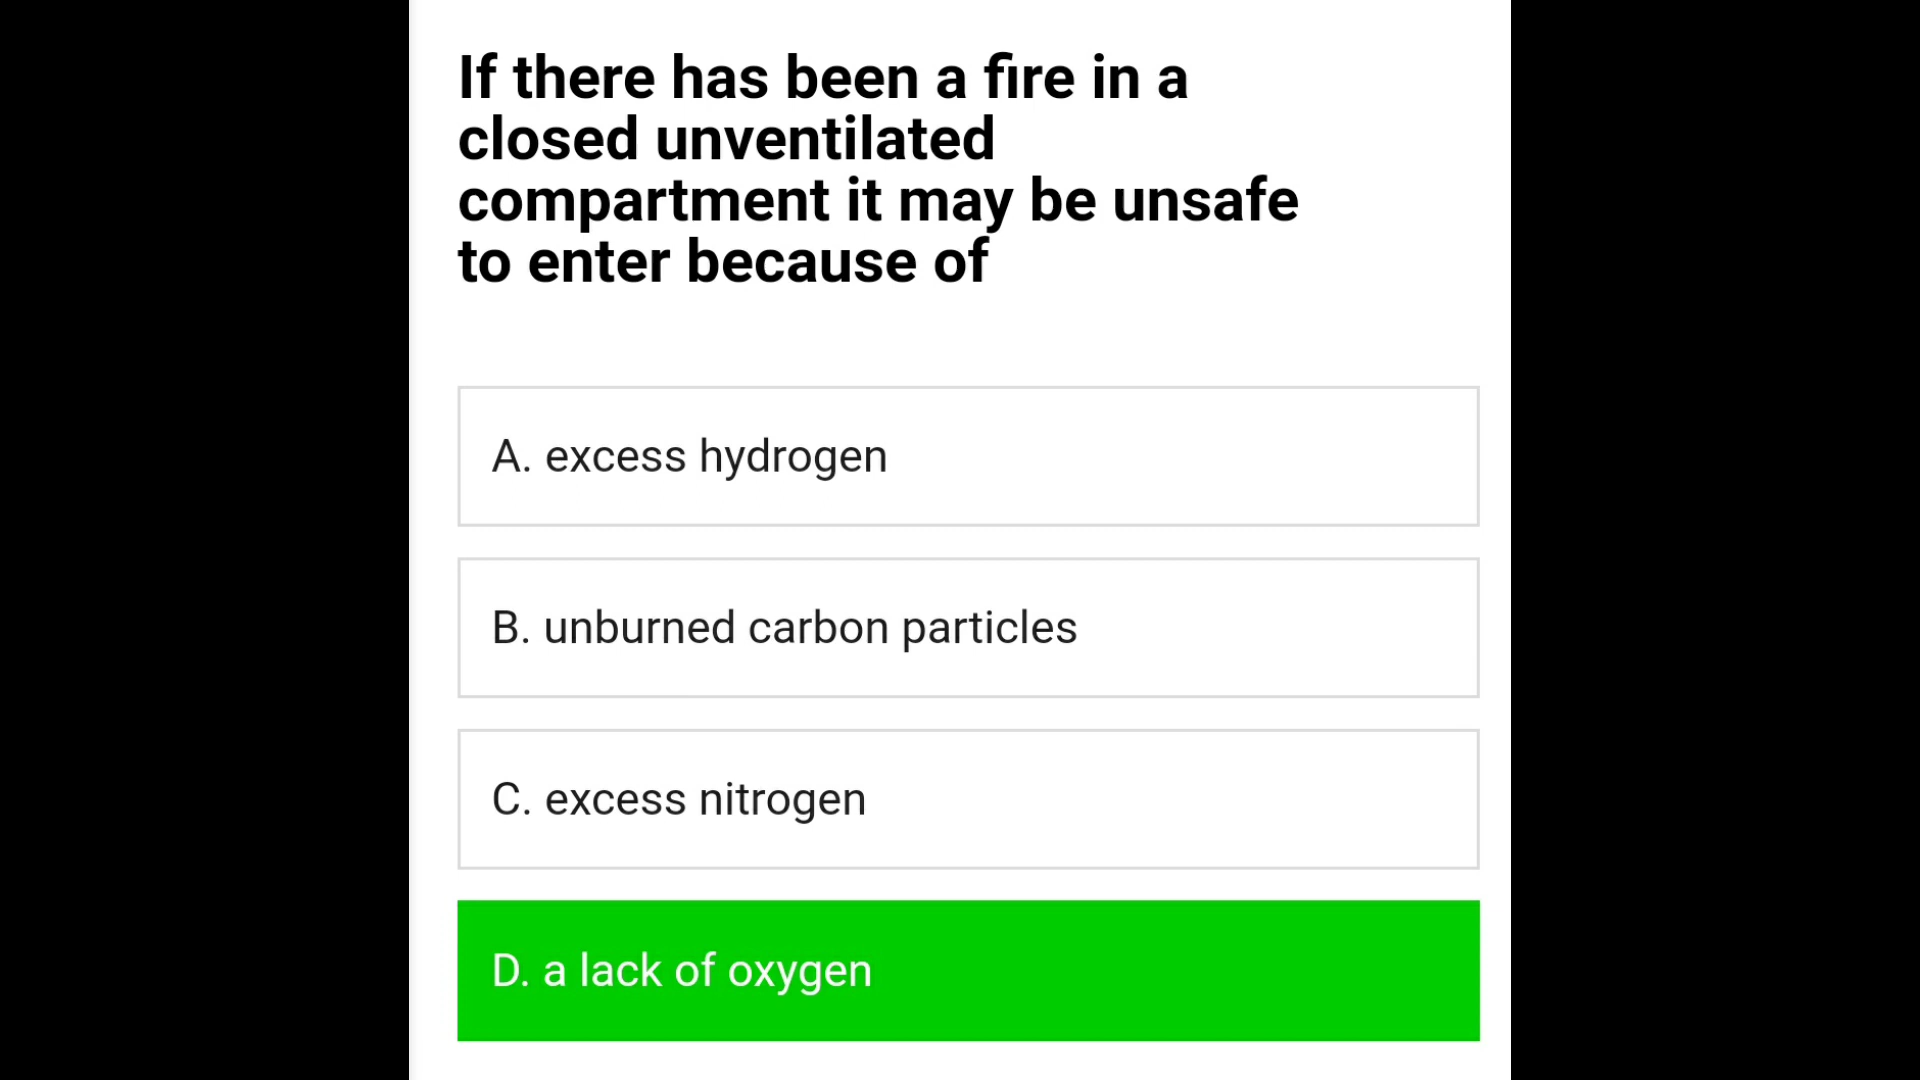 If there has been a fire in a
closed unventilated
compartment it may be unsafe
to enter because of
A. excess hydrogen
B. unburned carbon particles
C. excess nitrogen
D. a lack of oxygen